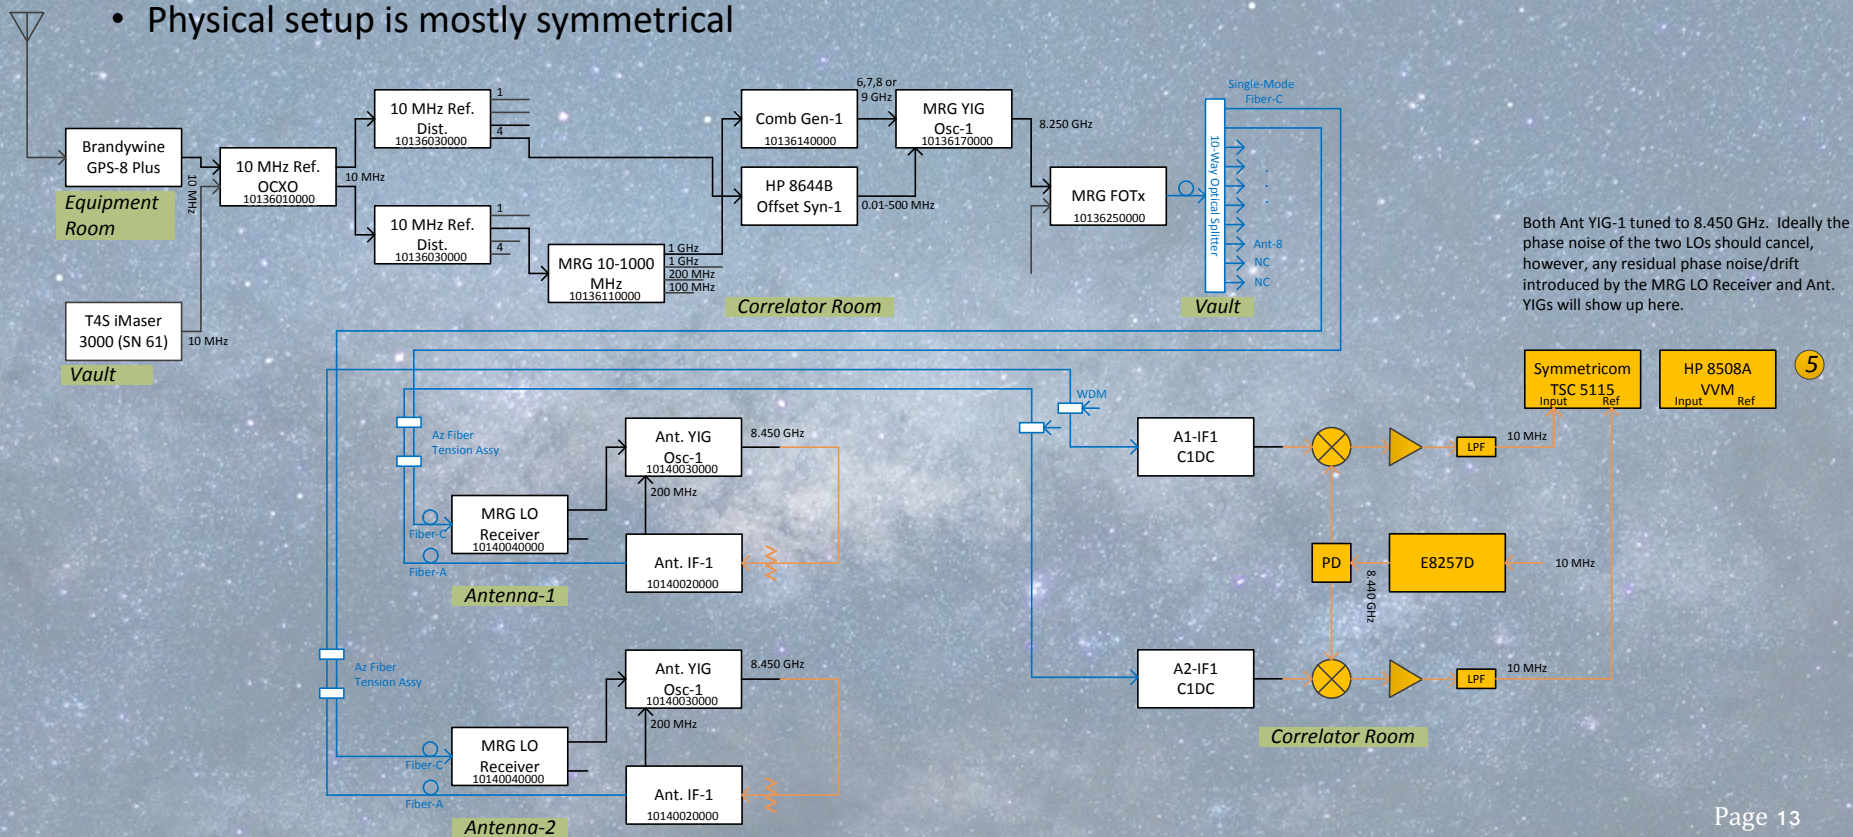 • Physical setup is mostly symmetrical
Brandywine
GPS-8 Plus
Equipment
Room
10 MHz
T4S iMaser
3000 (SN 61)
10 MHz
Vault
10 MHz Ref.
OCXO
10136010000
10 MHz
10 MHz Ref.
Dist.
10136030000
1
4
10 MHz Ref.
Dist.
10136030000
1
4
MRG 10-1000
MHz
10136110000
1 GHz
1 GHz
200 MHz
100 MHz
Comb Gen-1
10136140000
6,7,8 or
9 GHz
HP 8644B
Offset Syn-1
0.01-500 MHz
MRG YIG
Osc-1
10136170000
8.250 GHz
Correlator Room
MRG FOTx
10136250000
Single-Mode
Fiber-C
10-Way Optical Splitter
Ant-8
NC
NC
Vault
Both Ant YIG-1 tuned to 8.450 GHz. Ideally the
phase noise of the two LOs should cancel,
however, any residual phase noise/drift
introduced by the MRG LO Receiver and Ant.
YIGs will show up here.
Symmetricom
TSC 5115
Input Ref
HP 8508A
VVM
Input Ref
5
Az Fiber
Tension Assy
Fiber-C
Fiber-A
MRG LO
Receiver
10140040000
Ant. YIG
Osc-1
10140030000
8.450 GHz
200 MHz
Ant. IF-1
10140020000
Antenna-1
WDM
A1-IF1
C1DC
LPF
10 MHz
PD
8.440 GHz
E8257D
10 MHz
Az Fiber
Tension Assy
Fiber-C
Fiber-A
MRG LO
Receiver
10140040000
Ant. YIG
Osc-1
10140030000
8.450 GHz
200 MHz
Ant. IF-1
10140020000
Antenna-2
A2-IF1
C1DC
LPF
10 MHz
Correlator Room
Page 13